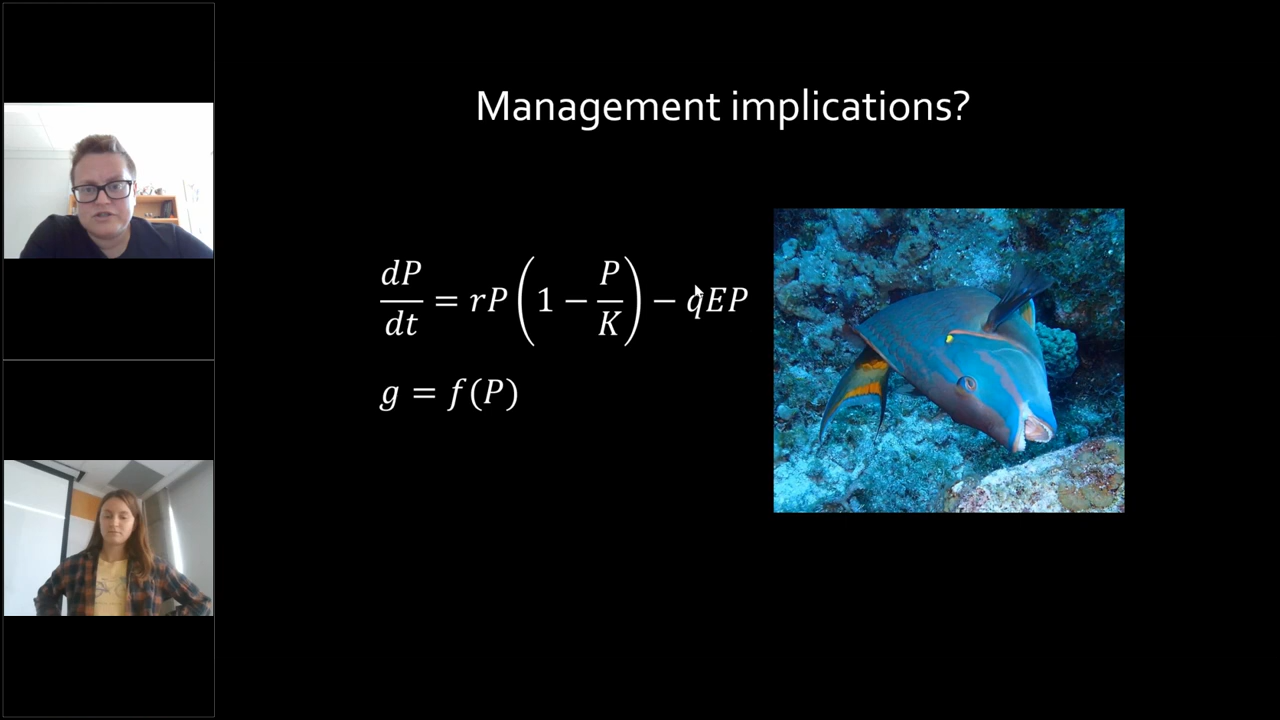 Management implications?
dP/dt = rP(1 − P/K) − qEP
g = f(P)